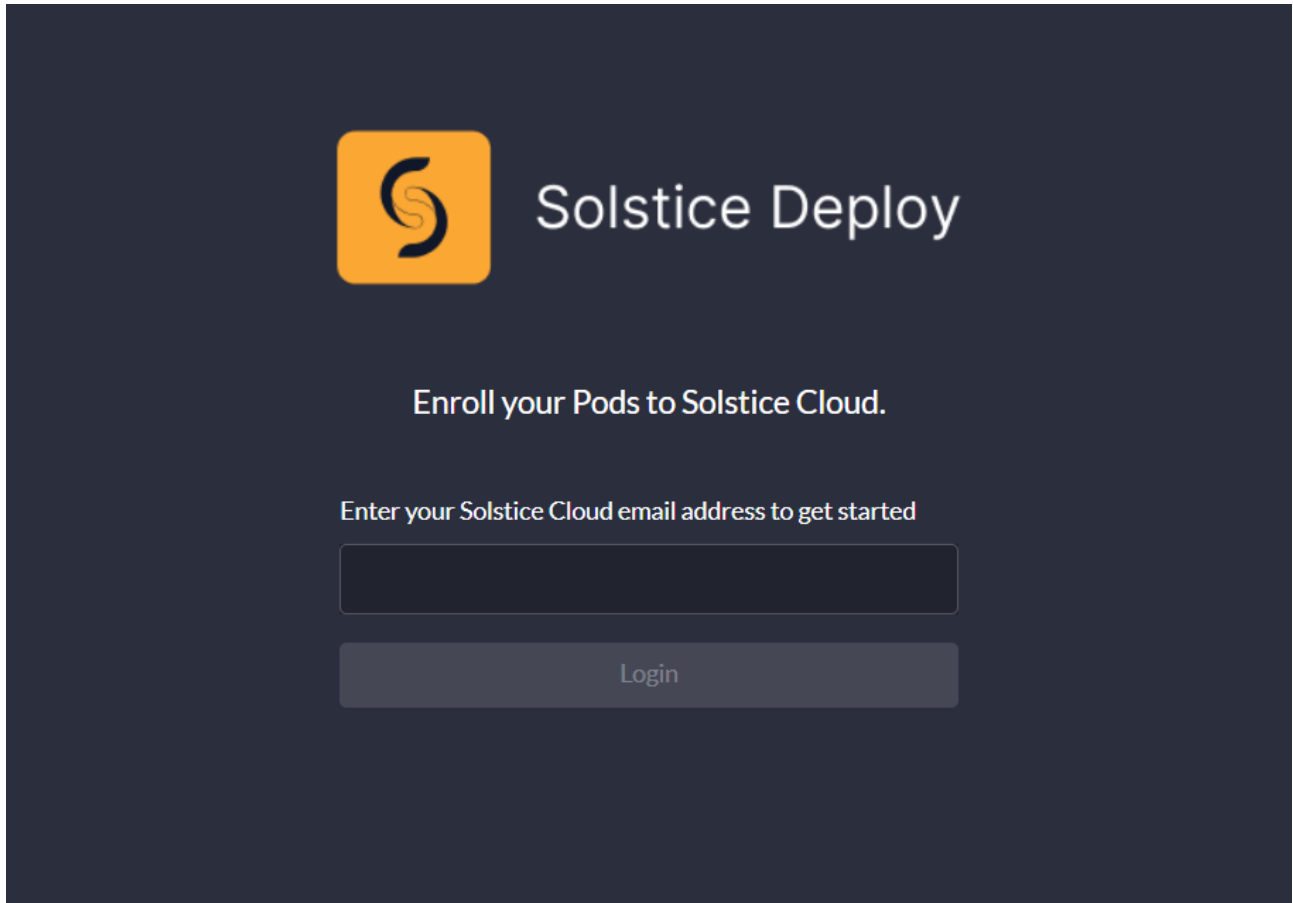 Solstice Deploy
Enroll your Pods to Solstice Cloud.
Enter your Solstice Cloud email address to get started
Login